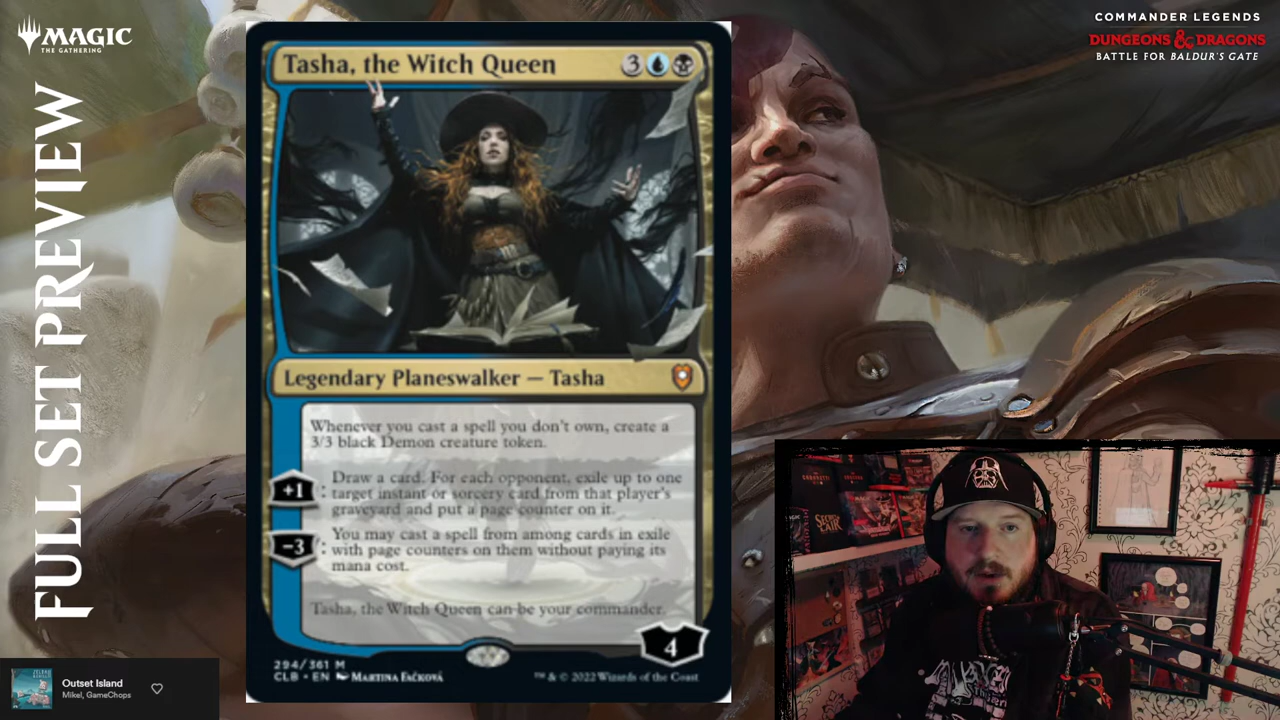 MAGIC
THE GATHERING
FULL SET PREVIEW
COMMANDER LEGENDS
DUNGEONS & DRAGONS
BATTLE FOR BALDUR'S GATE
Tasha, the Witch Queen 3
Legendary Planeswalker — Tasha
Whenever you cast a spell you don't own, create a
3/3 black Demon creature token.
+1: Draw a card. For each opponent, exile up to one
target instant or sorcery card from that player's
graveyard and put a page counter on it.
−3: You may cast a spell from among cards in exile
with page counters on them without paying its
mana cost.
Tasha, the Witch Queen can be your commander.
4
294/361 M
CLB • EN MARTINA FAČKOVÁ
™ & © 2022 Wizards of the Coast
Outset Island
Mikel, GameChops
SECRET
LAIR